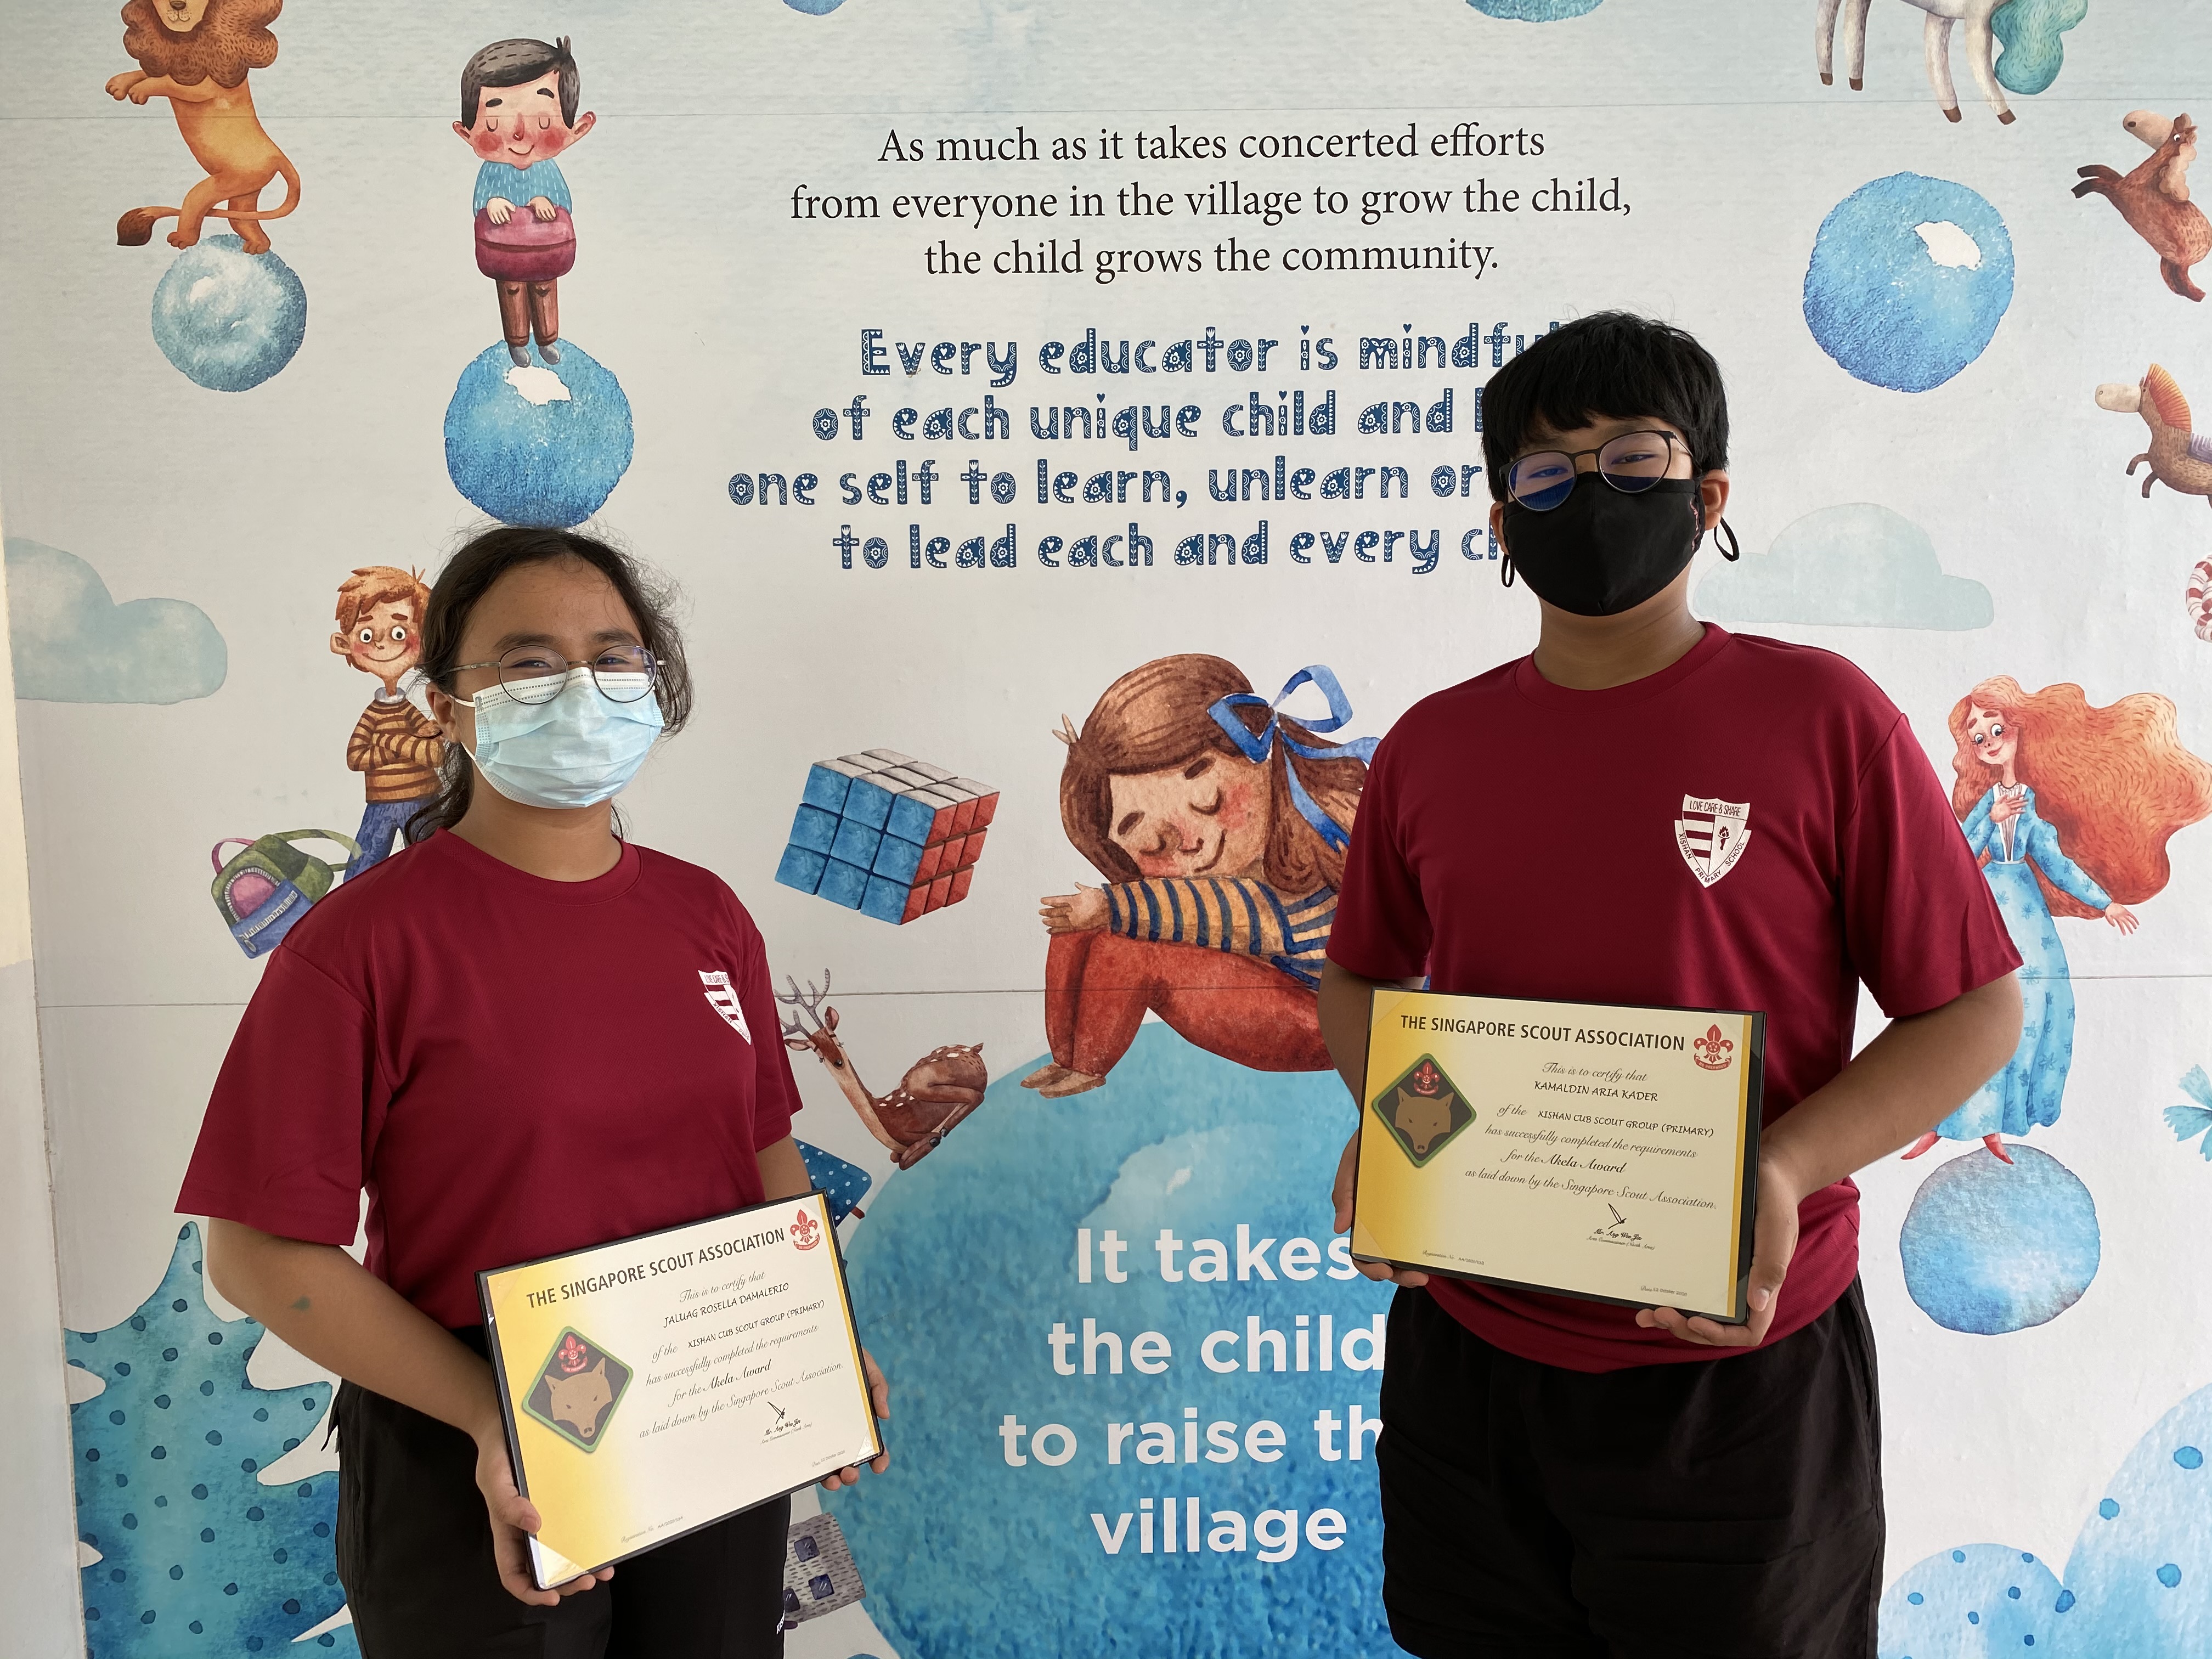 As much as it takes concerted efforts
from everyone in the village to grow the child,
the child grows the community.
Every educator is mindful
of each unique child and
one self to learn, unlearn or
to lead each and every
It takes
the child
to raise
village
LOVE CARE & SHARE
XISHAN PRIMARY SCHOOL
THE SINGAPORE SCOUT ASSOCIATION
This is to certify that
JALUAG ROSELLA DAMALERIO
of the XISHAN CUB SCOUT GROUP (PRIMARY)
has successfully completed the requirements
for the Akela Award
as laid down by the Singapore Scout Association.
THE SINGAPORE SCOUT ASSOCIATION
This is to certify that
KAMALDIN ARIA KADER
of the XISHAN CUB SCOUT GROUP (PRIMARY)
has successfully completed the requirements
for the Akela Award
as laid down by the Singapore Scout Association.